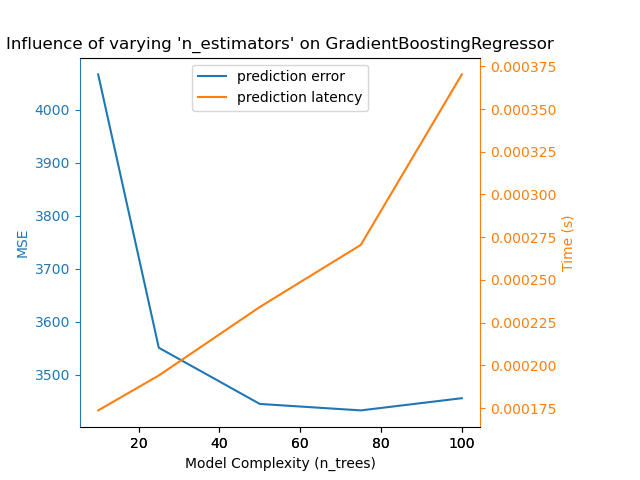 Influence of varying 'n_estimators' on GradientBoostingRegressor
prediction error
prediction latency
MSE
4000
3900
3800
3700
3600
3500
0.000375
0.000350
0.000325
0.000300
0.000275
0.000250
0.000225
0.000200
0.000175
Time (s)
20 40 60 80 100
Model Complexity (n_trees)